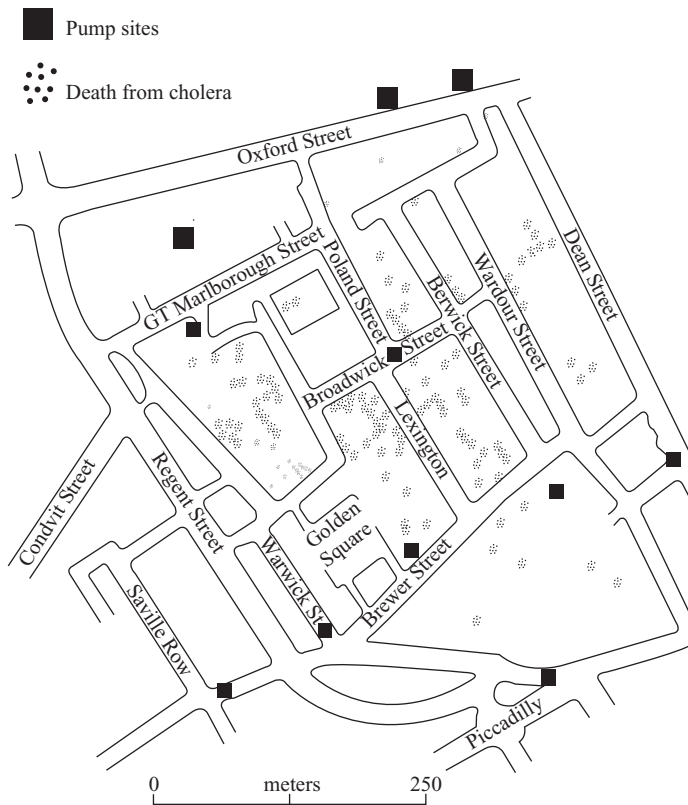 Pump sites
Death from cholera
Oxford Street
GT Marlborough Street
Poland Street
Berwick Street
Wardour Street
Dean Street
Broadwick Street
Lexington
Condvit Street
Regent Street
Golden
Square
Warwick St.
Brewer Street
Saville Row
Piccadilly
0 meters 250